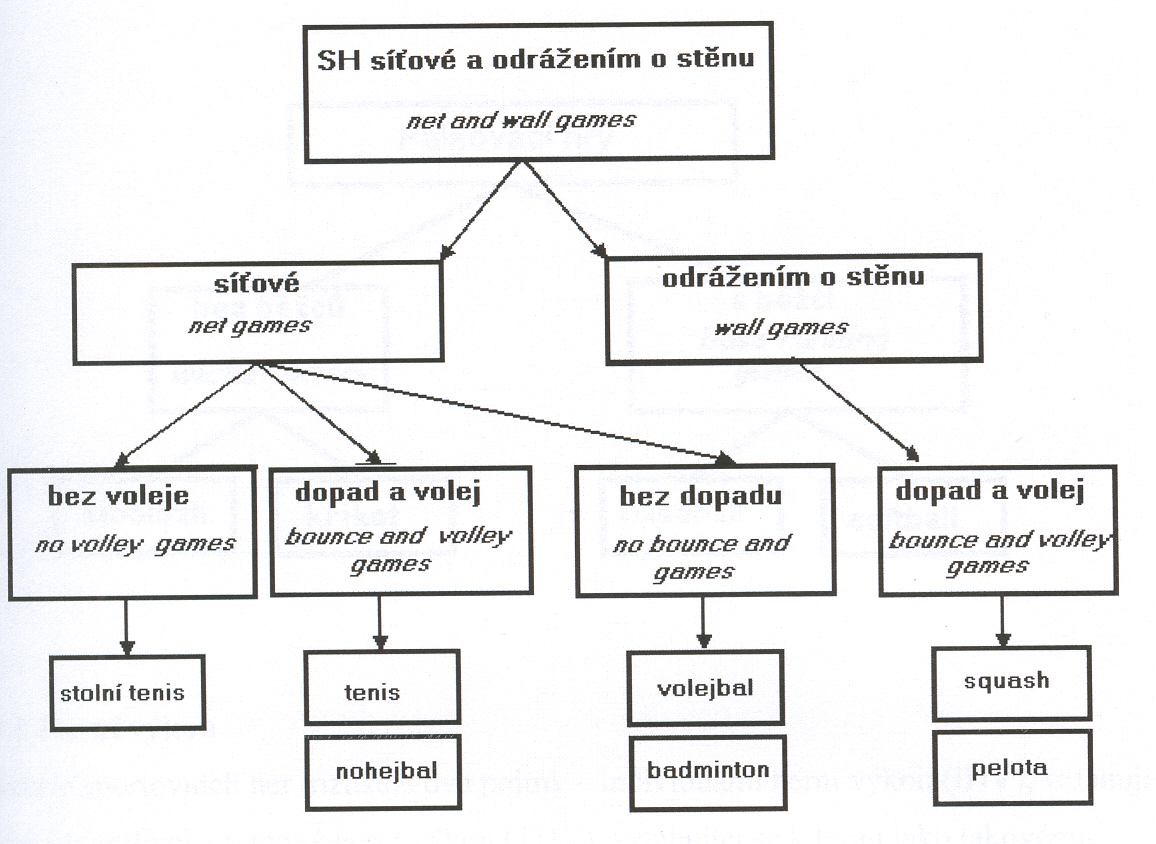 SH síťové a odrážením o stěnu
net and wall games
síťové
net games
odrážením o stěnu
wall games
bez voleje
no volley games
dopad a volej
bounce and volley
games
bez dopadu
no bounce and
games
dopad a volej
bounce and volley
games
stolní tenis
tenis
nohejbal
volejbal
badminton
squash
pelota